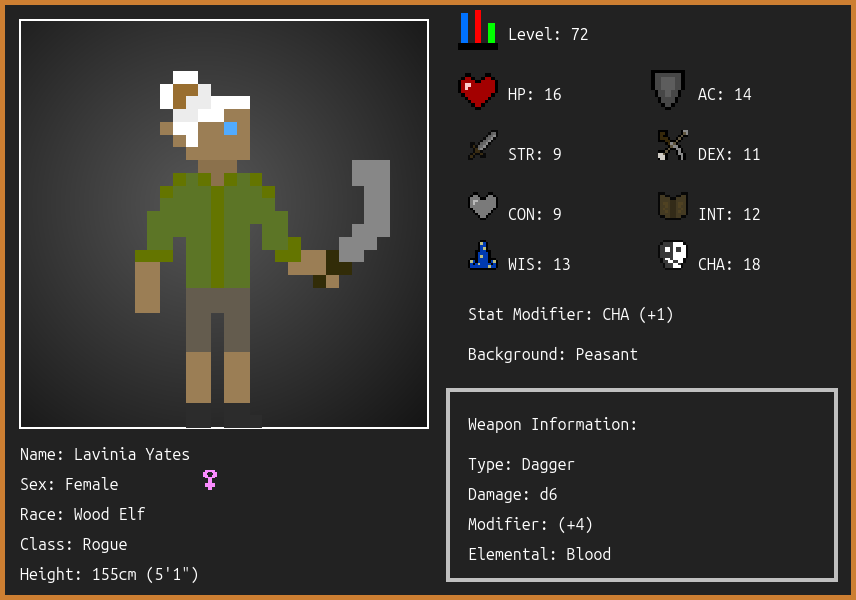 Level: 72
HP: 16
AC: 14
STR: 9
DEX: 11
CON: 9
INT: 12
WIS: 13
CHA: 18
Stat Modifier: CHA (+1)
Background: Peasant
Weapon Information:
Type: Dagger
Damage: d6
Modifier: (+4)
Elemental: Blood
Name: Lavinia Yates
Sex: Female
Race: Wood Elf
Class: Rogue
Height: 155cm (5'1")